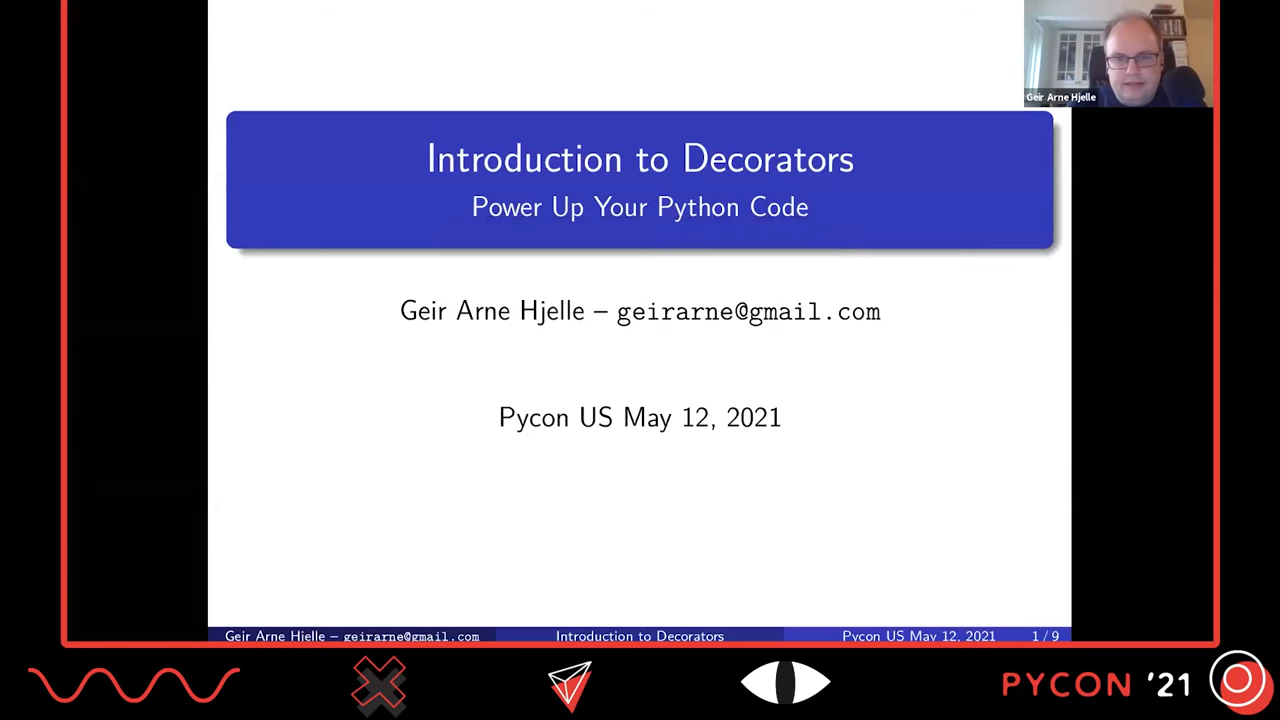 Geir Arne Hjelle
Introduction to Decorators
Power Up Your Python Code
Geir Arne Hjelle – geirarne@gmail.com
Pycon US May 12, 2021
Geir Arne Hjelle – geirarne@gmail.com
Introduction to Decorators
Pycon US May 12, 2021
1 / 9
PYCON '21